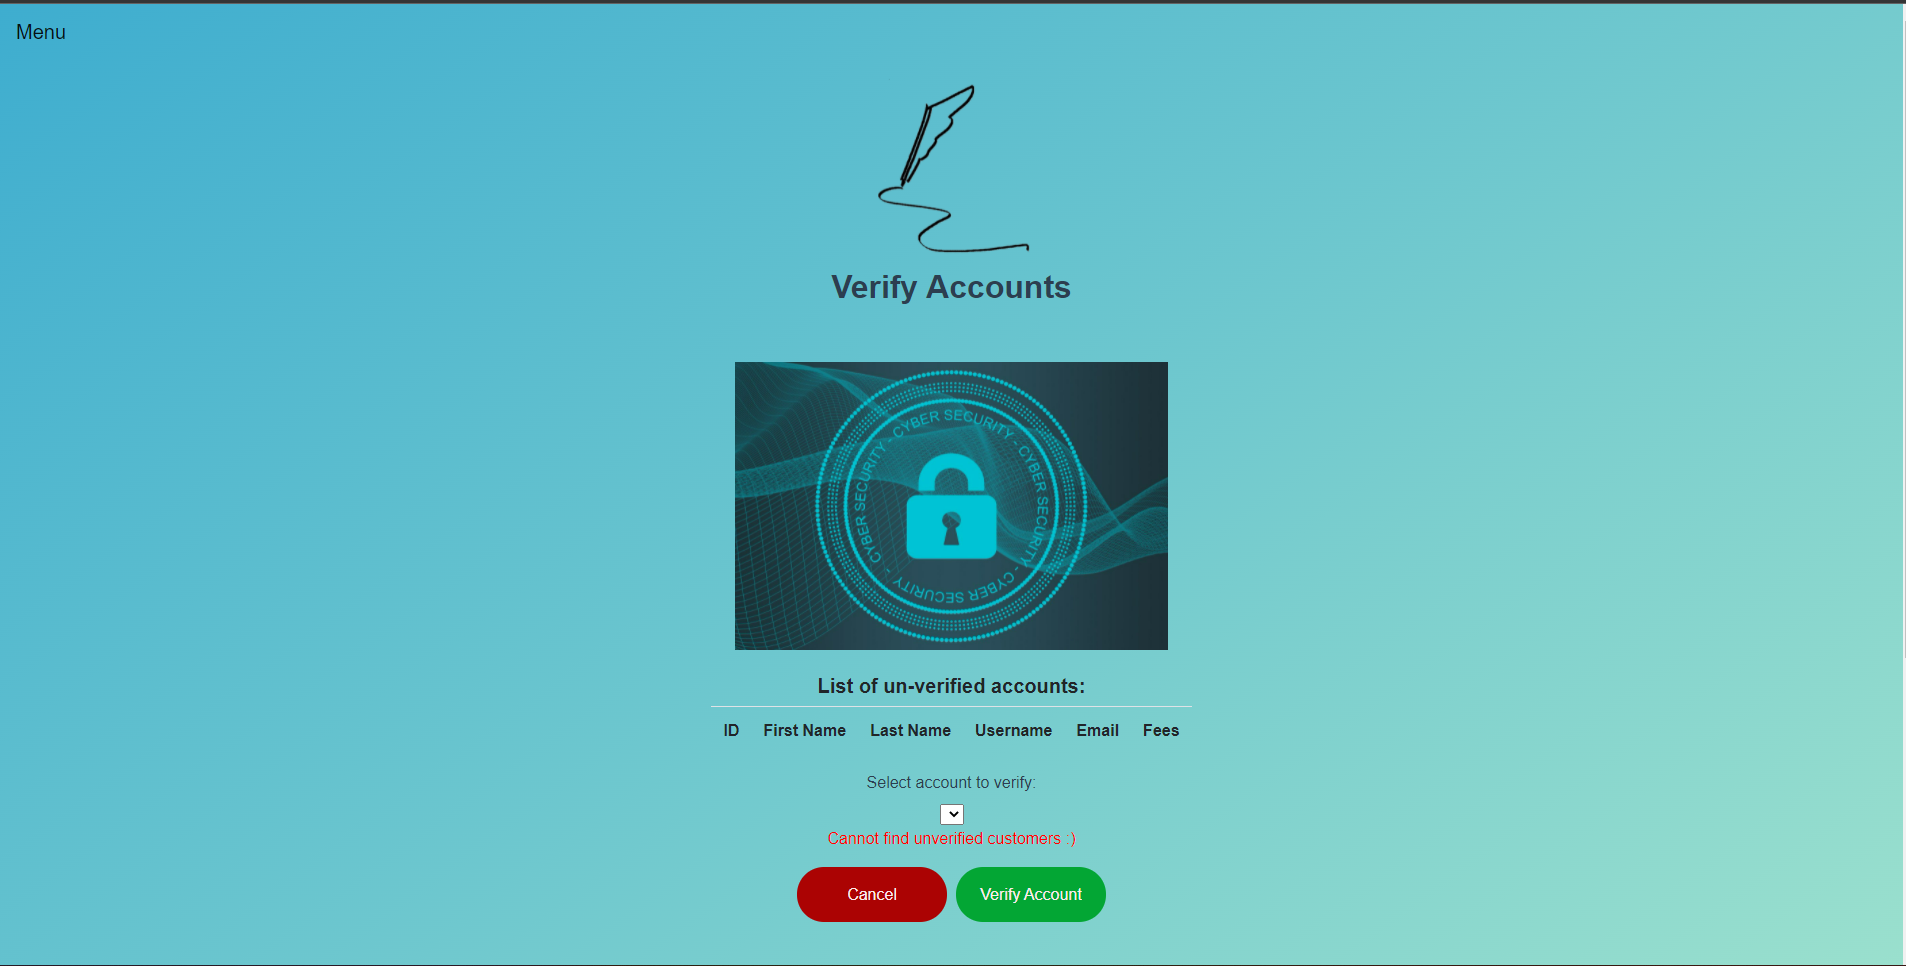 Menu
Verify Accounts
CYBER SECURITY - CYBER SECURITY - CYBER SECURITY - CYBER SECURITY -
List of un-verified accounts:
ID First Name Last Name Username Email Fees
Select account to verify:
Cannot find unverified customers :)
Cancel Verify Account